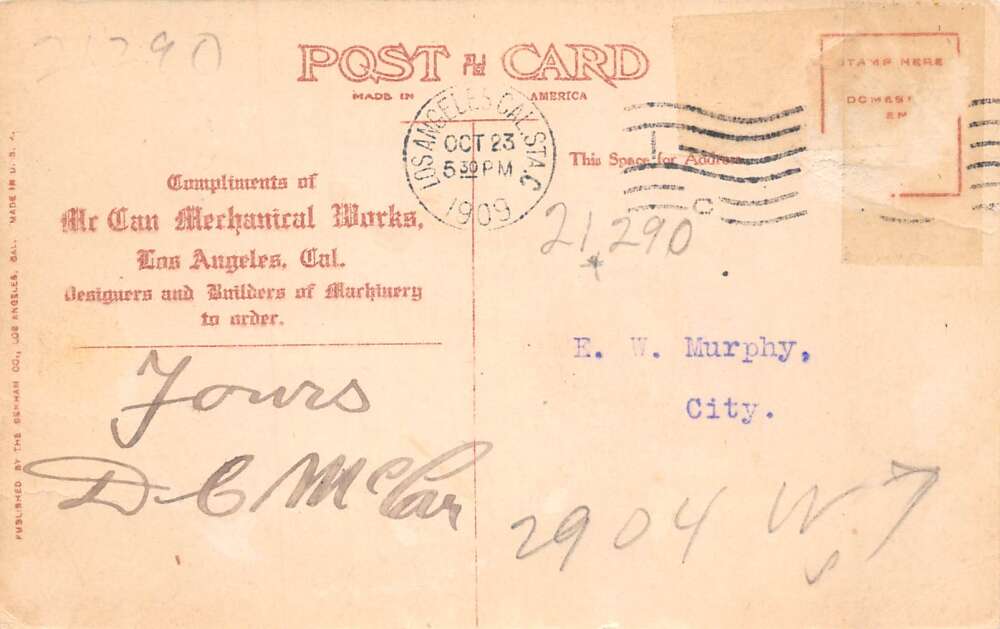 21290
POST CARD
MADE IN AMERICA
STAMP HERE
DOMES
LOS ANGELES CAL. STA. C
OCT 23
5 30 PM
1909
This Space for Address
21,290
Compliments of
Mc Can Mechanical Works,
Los Angeles, Cal.
Designers and Builders of Machinery
to order.
Yours
D C McCan
E. W. Murphy,
City.
2904 W 7
PUBLISHED BY THE GERMAN CO., LOS ANGELES, CAL. MADE IN U. S. A.